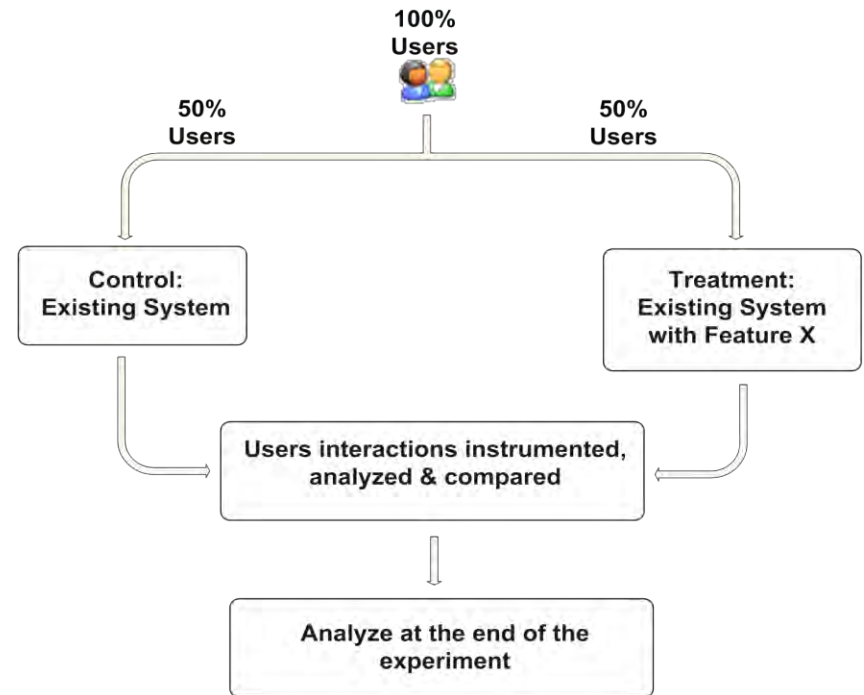 100%
Users
50%
Users
50%
Users
Control:
Existing System
Treatment:
Existing System
with Feature X
Users interactions instrumented,
analyzed & compared
Analyze at the end of the
experiment